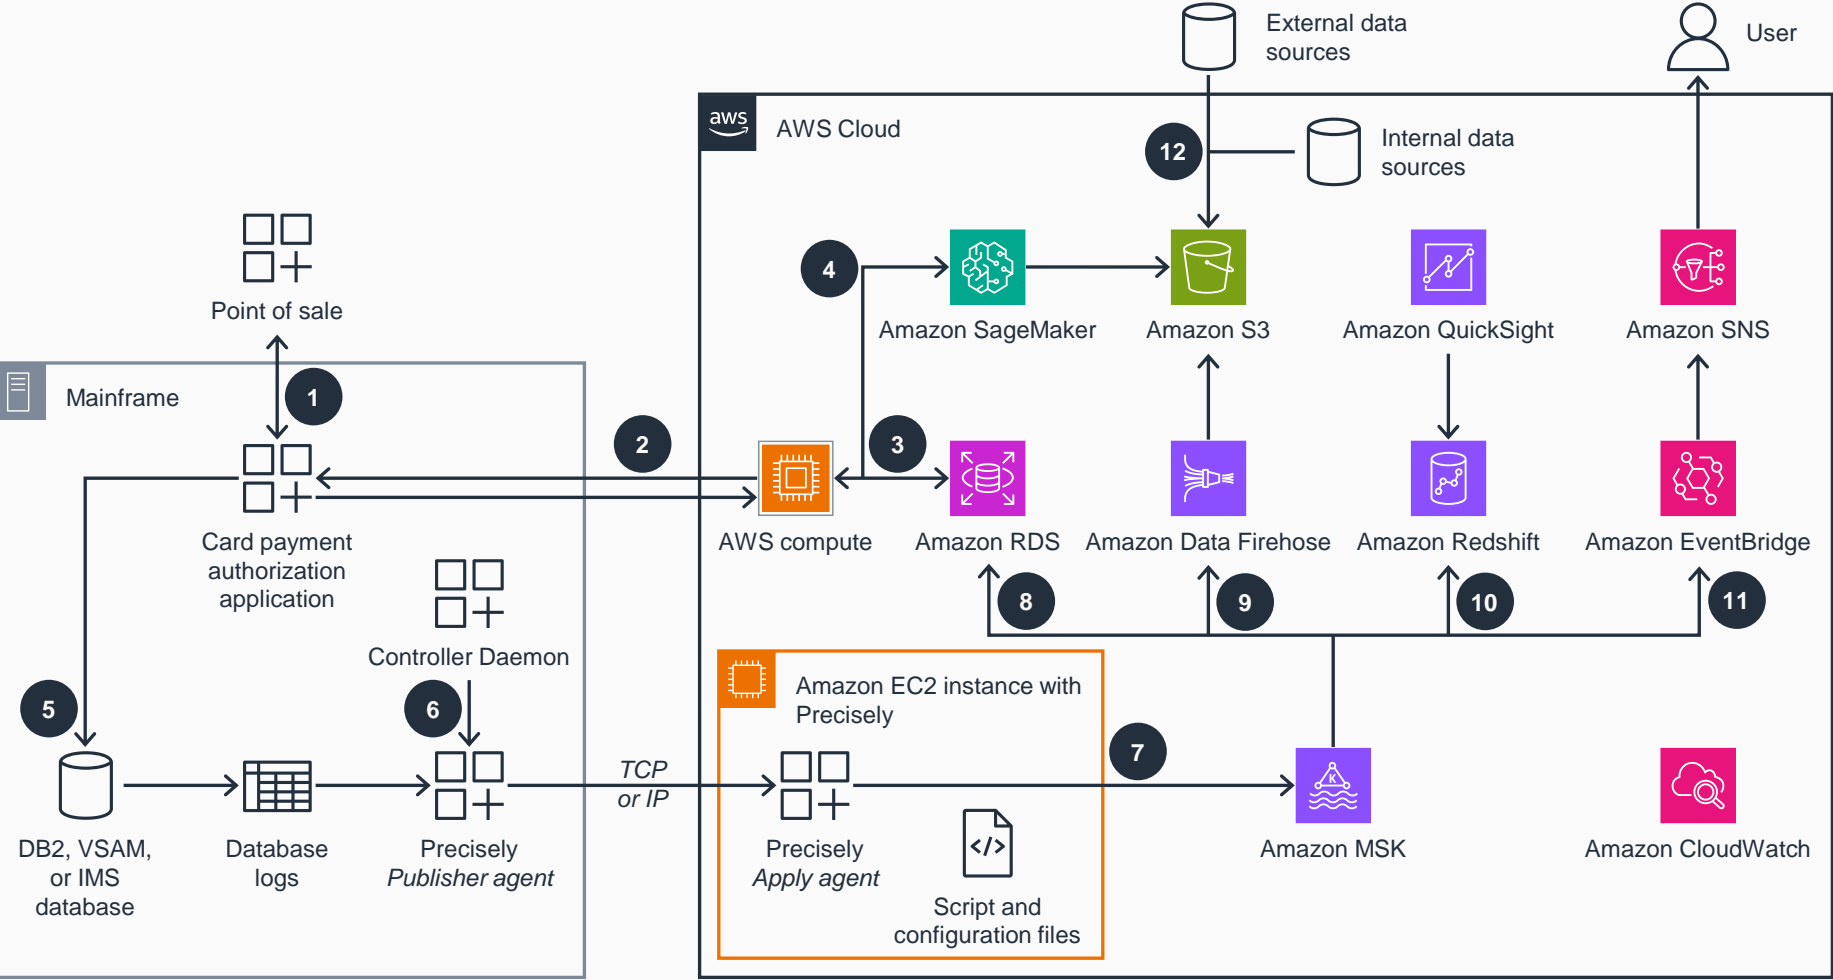 External data
sources
User
aws
AWS Cloud
12
Internal data
sources
4
Point of sale
Amazon SageMaker
Amazon S3
Amazon QuickSight
Amazon SNS
Mainframe
1
2
3
AWS compute
Amazon RDS
Amazon Data Firehose
Amazon Redshift
Amazon EventBridge
Card payment
authorization
application
8
9
10
11
Controller Daemon
5
6
Amazon EC2 instance with
Precisely
7
TCP
or IP
K
</>
DB2, VSAM,
or IMS
database
Database
logs
Precisely
Publisher agent
Precisely
Apply agent
Script and
configuration files
Amazon MSK
Amazon CloudWatch